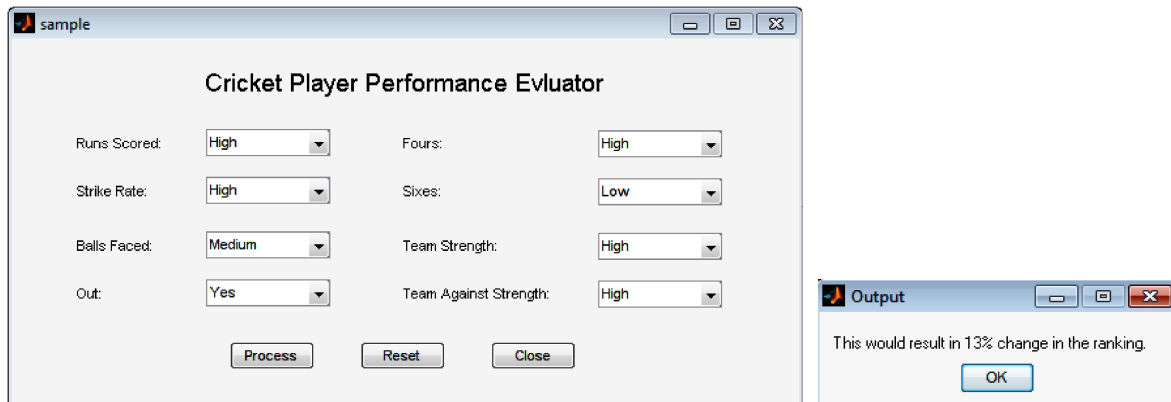 sample
Cricket Player Performance Evluator
Runs Scored: High Fours: High
Strike Rate: High Sixes: Low
Balls Faced: Medium Team Strength: High
Out: Yes Team Against Strength: High
Process Reset Close
Output
This would result in 13% change in the ranking.
OK